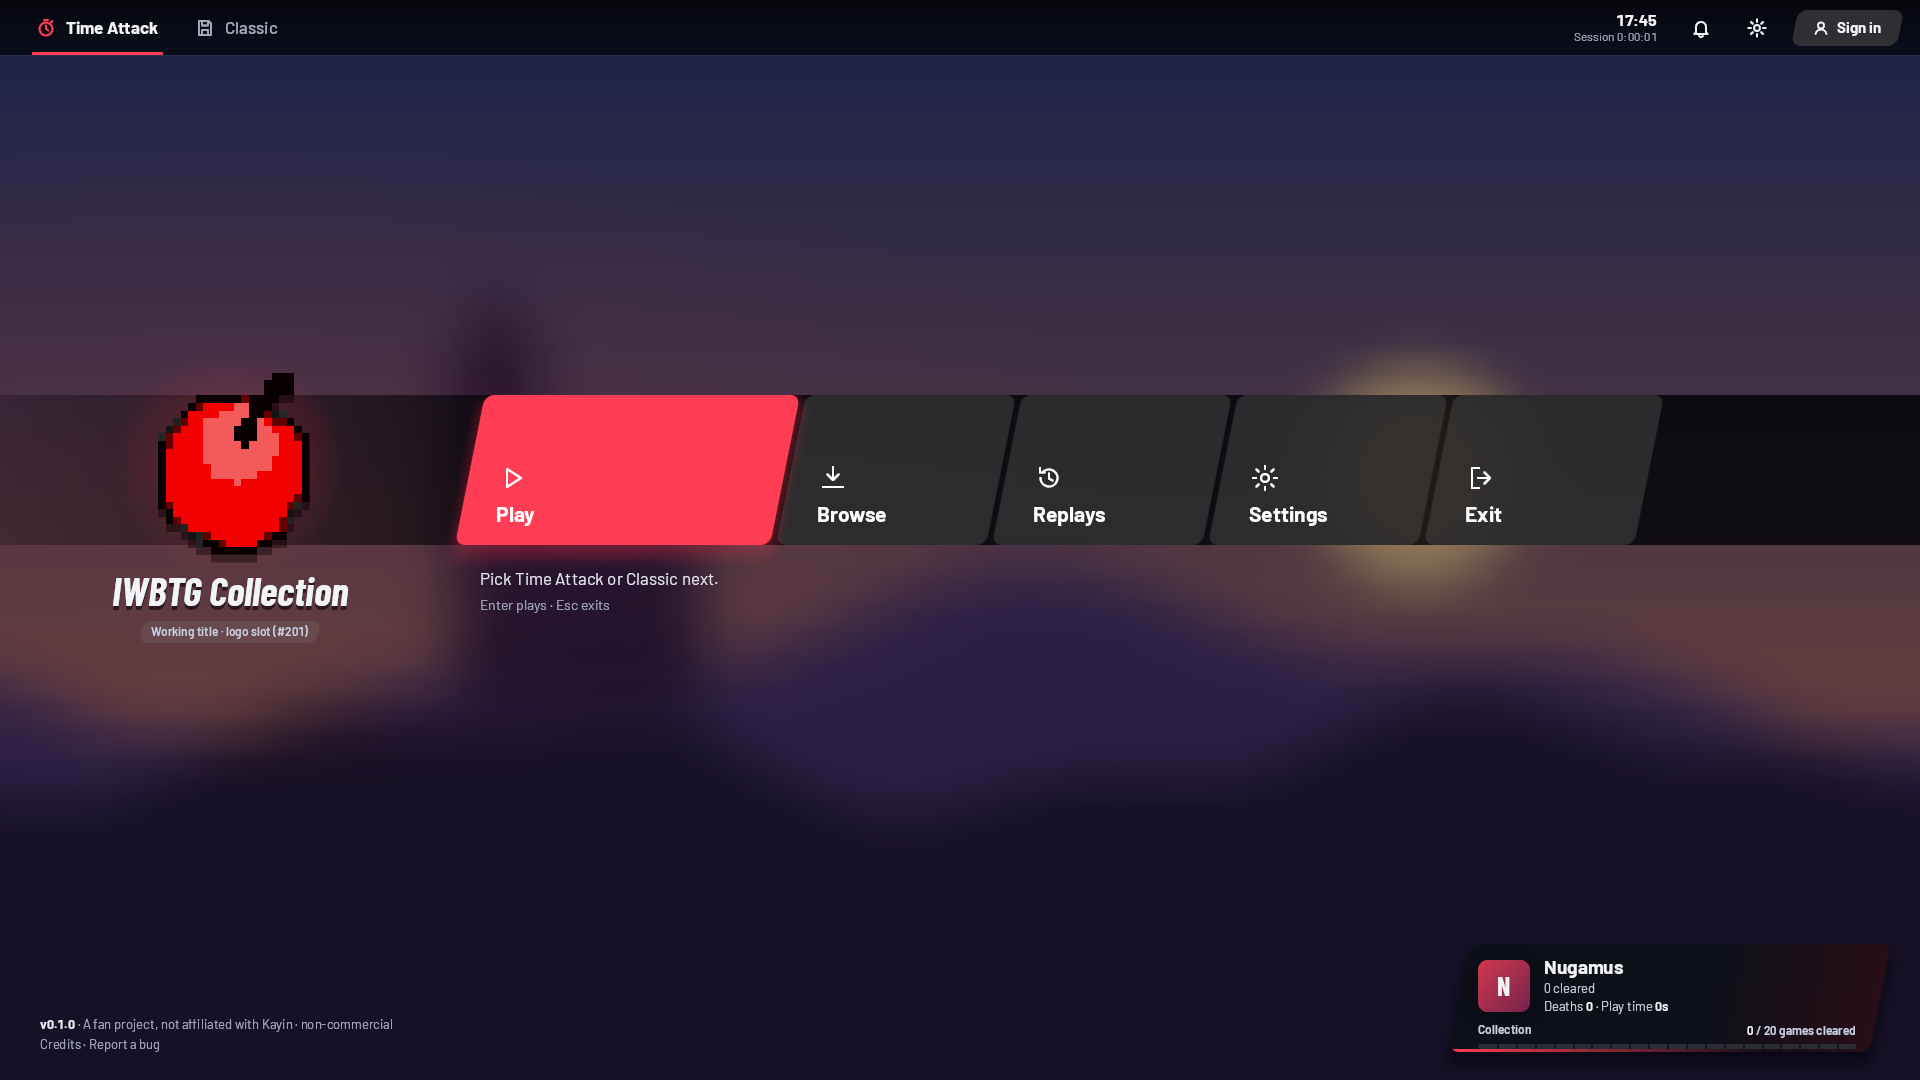 Time Attack
Classic
17:45
Session 0:00:01
Sign in
Play
Browse
Replays
Settings
Exit
Pick Time Attack or Classic next.
Enter plays · Esc exits
IWBTG Collection
Working title · logo slot (#201)
Nugamus
N
0 cleared
Deaths 0 · Play time 0s
Collection
0 / 20 games cleared
v0.1.0 · A fan project, not affiliated with Kayin · non-commercial
Credits · Report a bug